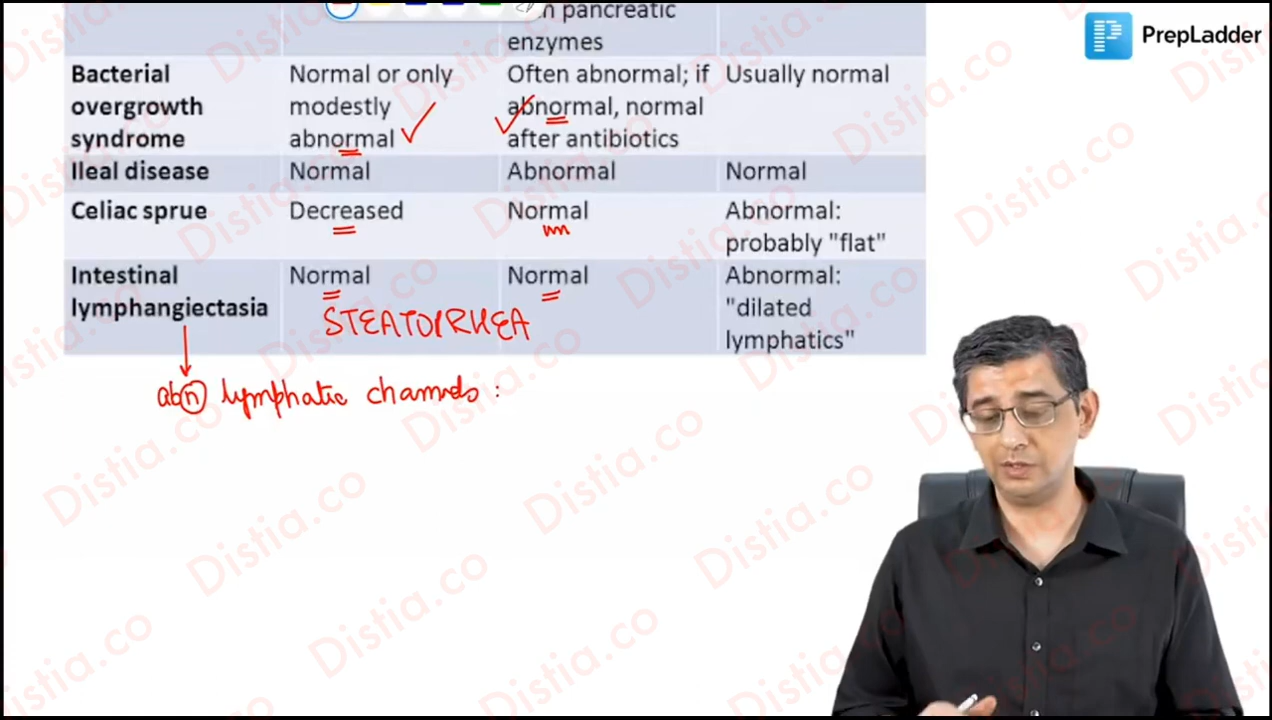 n pancreatic
enzymes
PrepLadder
Bacterial overgrowth syndrome
Normal or only modestly abnormal
Often abnormal; if abnormal, normal after antibiotics
Usually normal
Ileal disease
Normal
Abnormal
Normal
Celiac sprue
Decreased
Normal
Abnormal: probably "flat"
Intestinal lymphangiectasia
Normal
Normal
Abnormal: "dilated lymphatics"
STEATORRHEA
abn lymphatic channels :
Distia.co